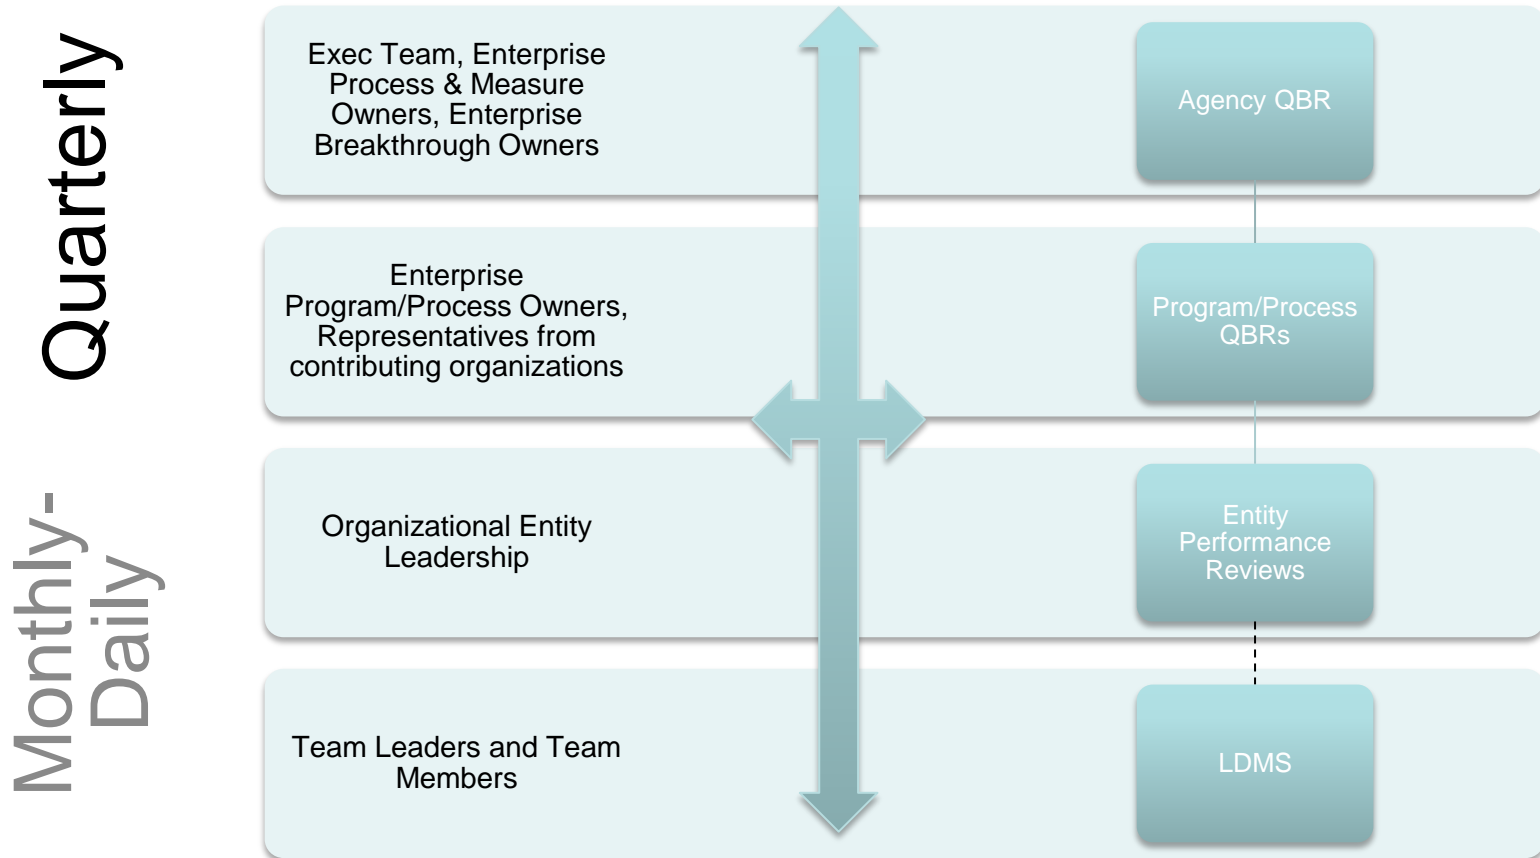 Quarterly
Exec Team, Enterprise
Process & Measure
Owners, Enterprise
Breakthrough Owners
Agency QBR
Enterprise
Program/Process Owners,
Representatives from
contributing organizations
Program/Process
QBRs
Monthly-
Daily
Organizational Entity
Leadership
Entity
Performance
Reviews
Team Leaders and Team
Members
LDMS